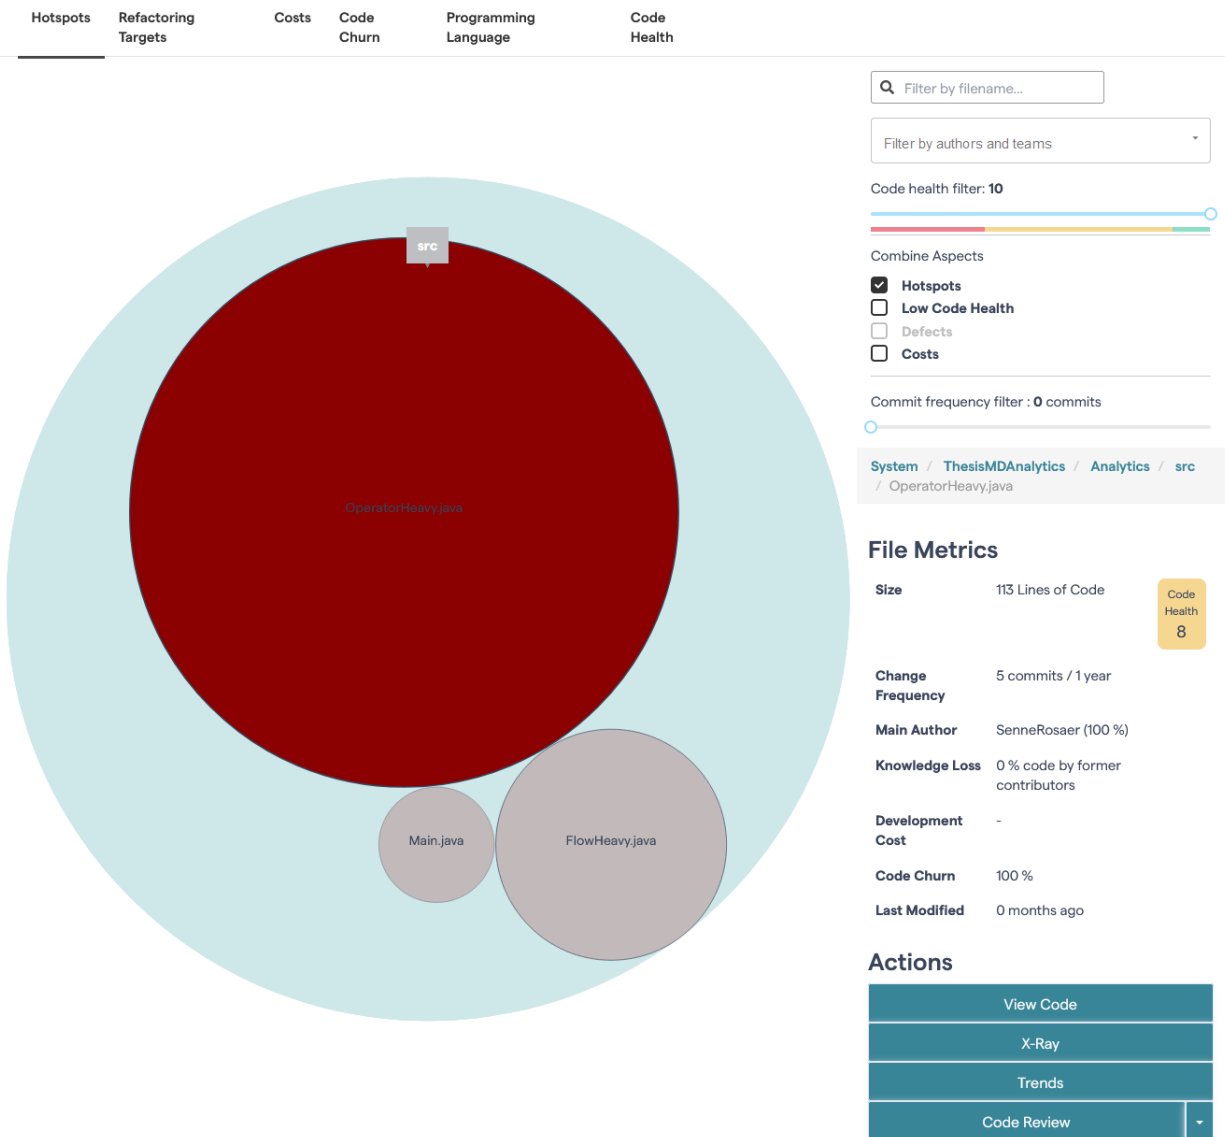 Hotspots
Refactoring
Targets
Costs
Code
Churn
Programming
Language
Code
Health
Filter by filename...
Filter by authors and teams
Code health filter: 10
Combine Aspects
Hotspots
Low Code Health
Defects
Costs
Commit frequency filter : 0 commits
System / ThesisMDAnalytics / Analytics / src
/ OperatorHeavy.java
src
OperatorHeavy.java
Main.java
FlowHeavy.java
File Metrics
Size 113 Lines of Code
Code
Health
8
Change
Frequency
5 commits / 1 year
Main Author SenneRosaer (100 %)
Knowledge Loss 0 % code by former
contributors
Development
Cost
-
Code Churn 100 %
Last Modified 0 months ago
Actions
View Code
X-Ray
Trends
Code Review